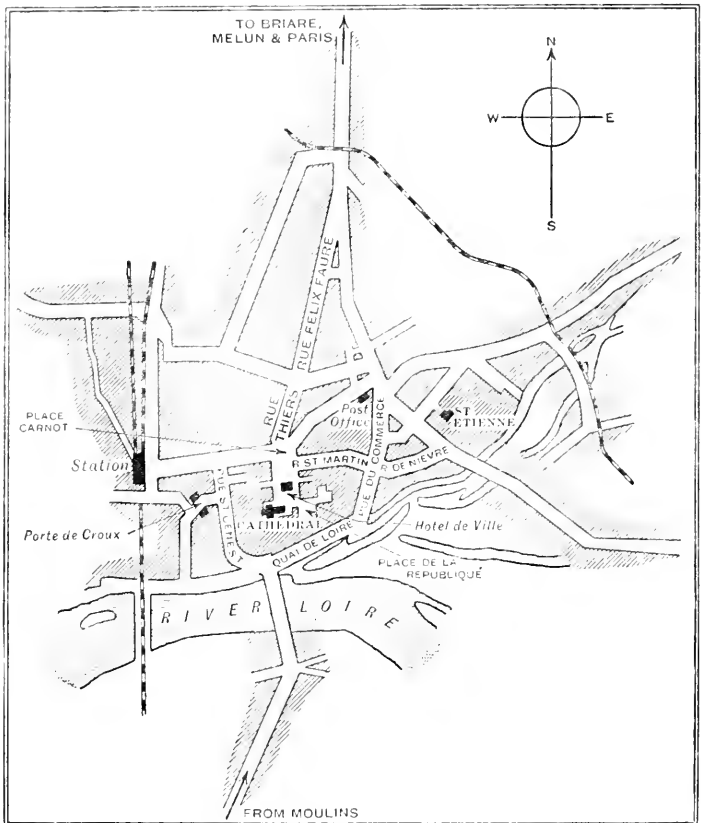 TO BRIARE,
MELUN & PARIS
N
W
E
S
RUE FELIX FAURE
RUE
THIERS
PLACE
CARNOT
Post
Office
ST
ETIENNE
Station
R. ST MARTIN
R DE NIEVRE
RUE DU COMMERCE
Porte de Croux
CATHEDRAL
Hotel de Ville
QUAI DE LOIRE
PLACE DE LA
REPUBLIQUE
RIVER LOIRE
FROM MOULINS